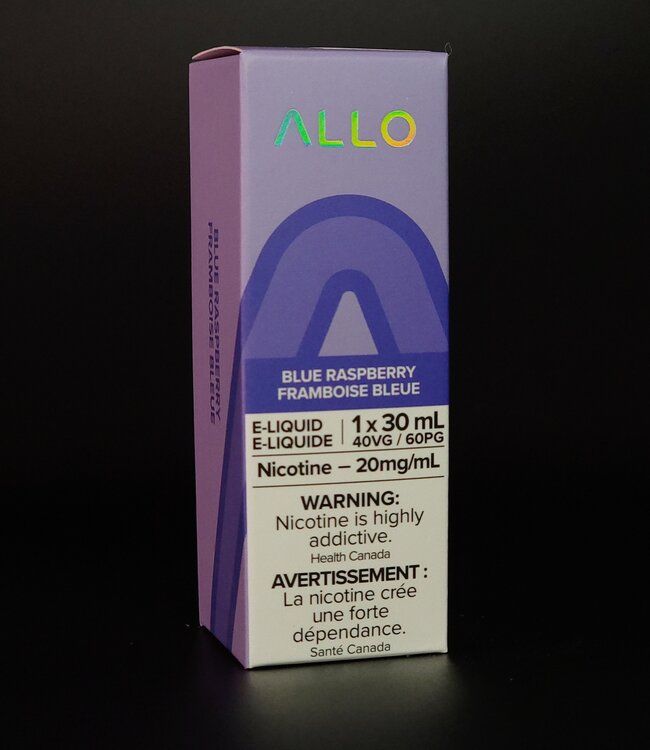 ALLO
BLUE RASPBERRY
FRAMBOISE BLEUE
E-LIQUID
E-LIQUIDE
1 x 30 mL
40VG / 60PG
Nicotine – 20mg/mL
WARNING:
Nicotine is highly
addictive.
Health Canada
AVERTISSEMENT :
La nicotine crée
une forte
dépendance.
Santé Canada
BLUE RASPBERRY
FRAMBOISE BLEUE